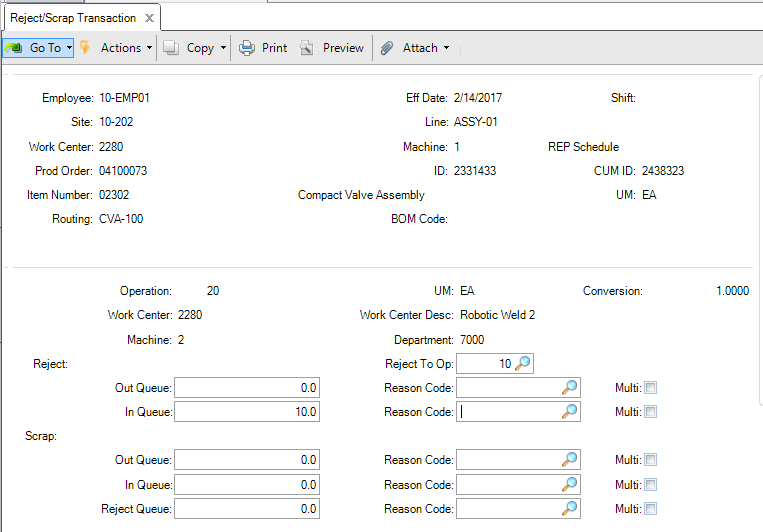 Reject/Scrap Transaction
Go To Actions Copy Print Preview Attach
Employee: 10-EMP01 Eff Date: 2/14/2017 Shift:
Site: 10-202 Line: ASSY-01
Work Center: 2280 Machine: 1 REP Schedule
Prod Order: 04100073 ID: 2331433 CUM ID: 2438323
Item Number: 02302 Compact Valve Assembly UM: EA
Routing: CVA-100 BOM Code:
Operation: 20 UM: EA Conversion: 1.0000
Work Center: 2280 Work Center Desc: Robotic Weld 2
Machine: 2 Department: 7000
Reject: Reject To Op: 10
Out Queue: 0.0 Reason Code: Multi:
In Queue: 10.0 Reason Code: Multi:
Scrap:
Out Queue: 0.0 Reason Code: Multi:
In Queue: 0.0 Reason Code: Multi:
Reject Queue: 0.0 Reason Code: Multi: